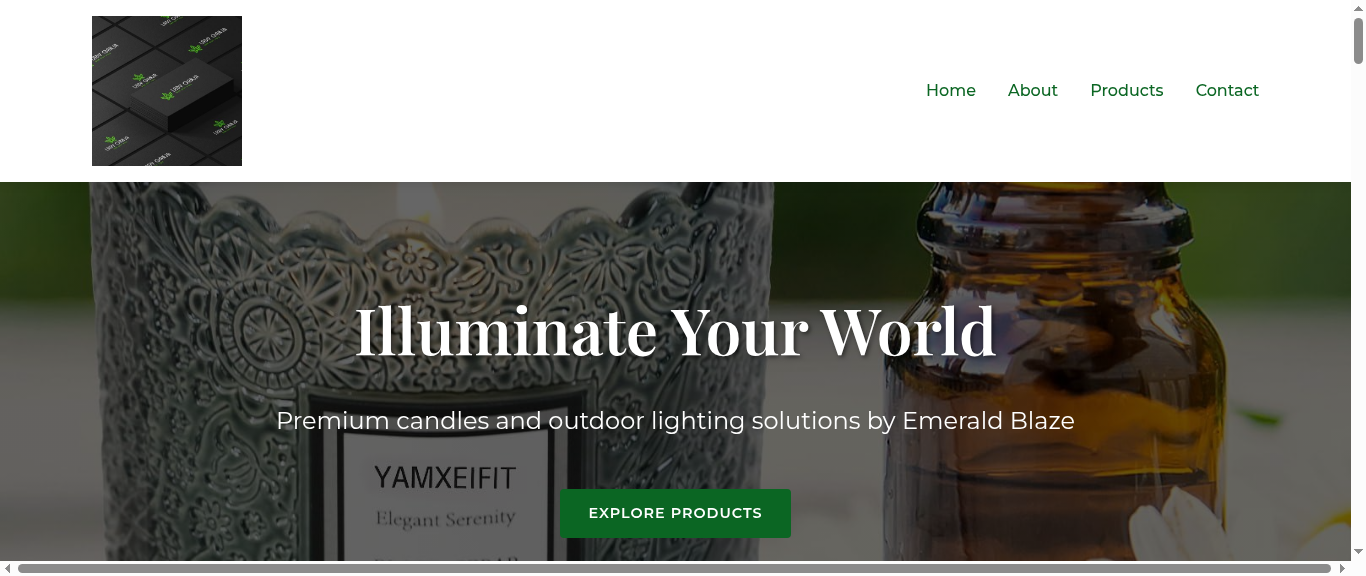 Home About Products Contact
Illuminate Your World
Premium candles and outdoor lighting solutions by Emerald Blaze
YAMXEIFIT
Elegant Serenity
EXPLORE PRODUCTS